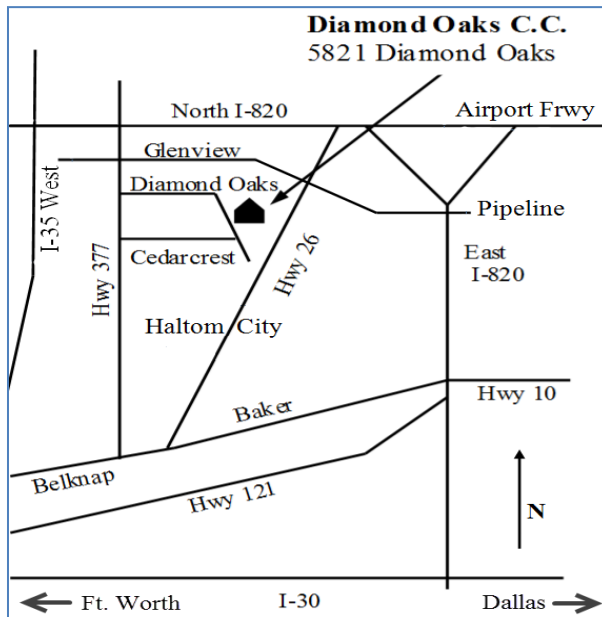 Diamond Oaks C.C.
5821 Diamond Oaks
North I-820
Airport Frwy
Glenview
Diamond Oaks
I-35 West
Pipeline
Cedarcrest
Hwy 377
Hwy 26
East
I-820
Haltom City
Baker
Hwy 10
Belknap
Hwy 121
N
Ft. Worth
I-30
Dallas